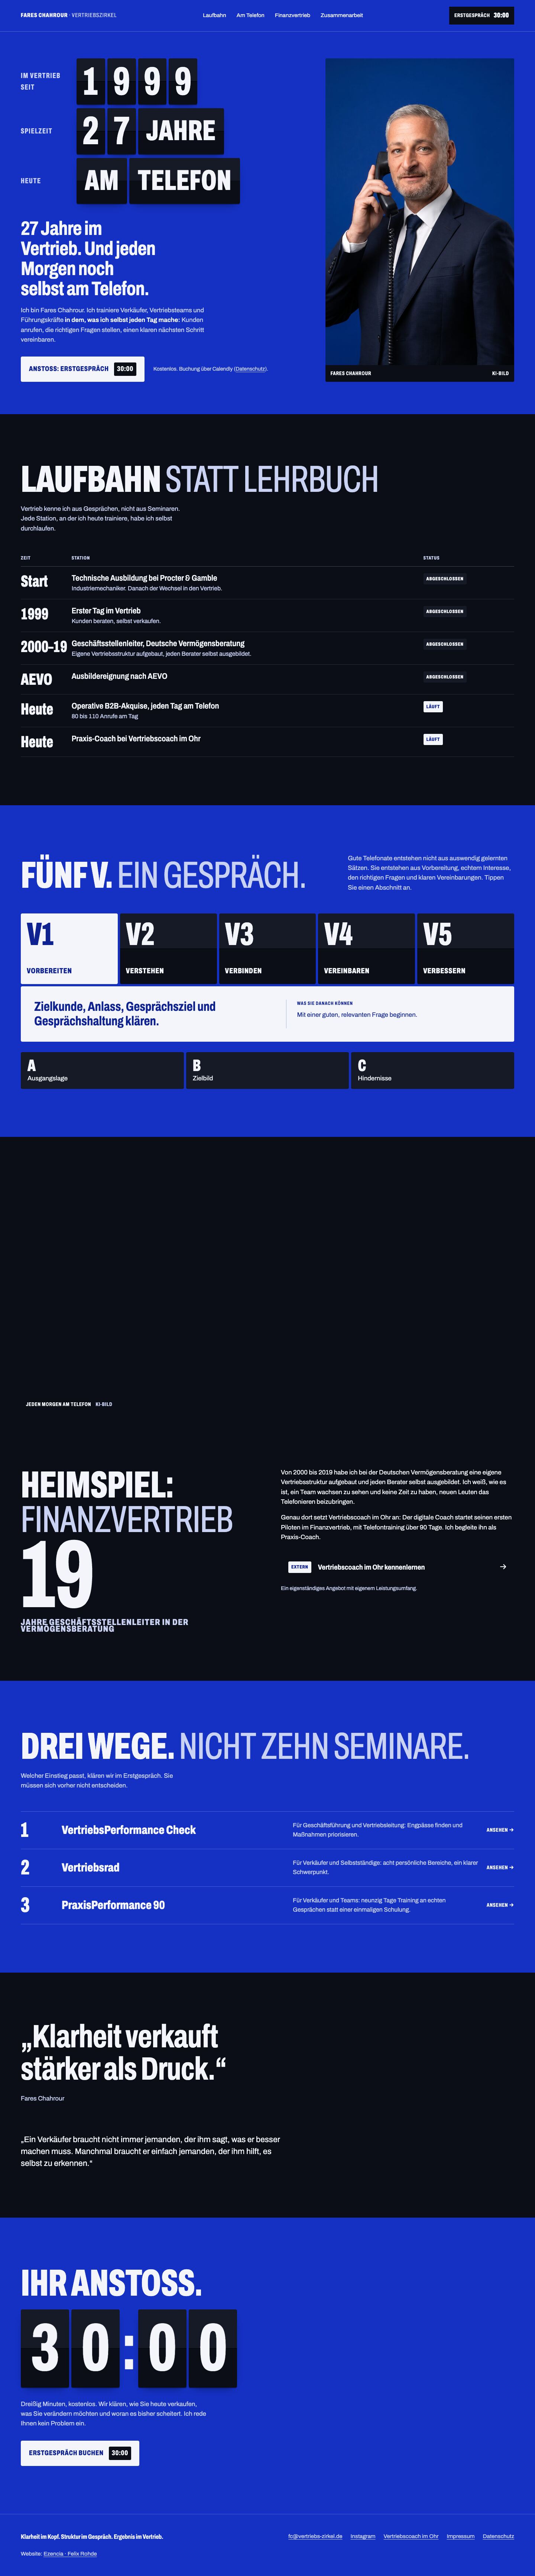 FARES CHAHROUR · VERTRIEBSZIRKEL
Laufbahn Am Telefon Finanzvertrieb Zusammenarbeit
ERSTGESPRÄCH 30:00
IM VERTRIEB
SEIT
1999
SPIELZEIT
27 JAHRE
HEUTE
AM TELEFON
27 Jahre im
Vertrieb. Und jeden
Morgen noch
selbst am Telefon.
Ich bin Fares Chahrour. Ich trainiere Verkäufer, Vertriebsteams und
Führungskräfte in dem, was ich selbst jeden Tag mache: Kunden
anrufen, die richtigen Fragen stellen, einen klaren nächsten Schritt
vereinbaren.
ANSTOSS: ERSTGESPRÄCH 30:00
Kostenlos. Buchung über Calendly (Datenschutz).
FARES CHAHROUR
KI-BILD
LAUFBAHN STATT LEHRBUCH
Vertrieb kenne ich aus Gesprächen, nicht aus Seminaren.
Jede Station, an der ich heute trainiere, habe ich selbst
durchlaufen.
ZEIT STATION STATUS
Start Technische Ausbildung bei Procter & Gamble ABGESCHLOSSEN
Industriemechaniker. Danach der Wechsel in den Vertrieb.
1999 Erster Tag im Vertrieb ABGESCHLOSSEN
Kunden beraten, selbst verkaufen.
2000–19 Geschäftsstellenleiter, Deutsche Vermögensberatung ABGESCHLOSSEN
Eigene Vertriebsstruktur aufgebaut, jeden Berater selbst ausgebildet.
AEVO Ausbildereignung nach AEVO ABGESCHLOSSEN
Heute Operative B2B-Akquise, jeden Tag am Telefon LÄUFT
80 bis 110 Anrufe am Tag
Heute Praxis-Coach bei Vertriebscoach im Ohr LÄUFT
FÜNF V. EIN GESPRÄCH.
Gute Telefonate entstehen nicht aus auswendig gelernten
Sätzen. Sie entstehen aus Vorbereitung, echtem Interesse,
den richtigen Fragen und klaren Vereinbarungen. Tippen
Sie einen Abschnitt an.
V1 V2 V3 V4 V5
VORBEREITEN VERSTEHEN VERBINDEN VEREINBAREN VERBESSERN
Zielkunde, Anlass, Gesprächsziel und
Gesprächshaltung klären.
WAS SIE DANACH KÖNNEN
Mit einer guten, relevanten Frage beginnen.
A B C
Ausgangslage Zielbild Hindernisse
JEDEN MORGEN AM TELEFON KI-BILD
HEIMSPIEL:
FINANZVERTRIEB
19
JAHRE GESCHÄFTSSTELLENLEITER IN DER
VERMÖGENSBERATUNG
Von 2000 bis 2019 habe ich bei der Deutschen Vermögensberatung eine eigene
Vertriebsstruktur aufgebaut und jeden Berater selbst ausgebildet. Ich weiß, wie es
ist, ein Team wachsen zu sehen und keine Zeit zu haben, neuen Leuten das
Telefonieren beizubringen.
Genau dort setzt Vertriebscoach im Ohr an: Der digitale Coach startet seinen ersten
Piloten im Finanzvertrieb, mit Telefontraining über 90 Tage. Ich begleite ihn als
Praxis-Coach.
EXTERN Vertriebscoach im Ohr kennenlernen →
Ein eigenständiges Angebot mit eigenem Leistungsumfang.
DREI WEGE. NICHT ZEHN SEMINARE.
Welcher Einstieg passt, klären wir im Erstgespräch. Sie
müssen sich vorher nicht entscheiden.
1 VertriebsPerformance Check
Für Geschäftsführung und Vertriebsleitung: Engpässe finden und
Maßnahmen priorisieren.
ANSEHEN →
2 Vertriebsrad
Für Verkäufer und Selbstständige: acht persönliche Bereiche, ein klarer
Schwerpunkt.
ANSEHEN →
3 PraxisPerformance 90
Für Verkäufer und Teams: neunzig Tage Training an echten
Gesprächen statt einer einmaligen Schulung.
ANSEHEN →
„Klarheit verkauft
stärker als Druck.“
Fares Chahrour
„Ein Verkäufer braucht nicht immer jemanden, der ihm sagt, was er besser
machen muss. Manchmal braucht er einfach jemanden, der ihm hilft, es
selbst zu erkennen.“
IHR ANSTOSS.
30:00
Dreißig Minuten, kostenlos. Wir klären, wie Sie heute verkaufen,
was Sie verändern möchten und woran es bisher scheitert. Ich rede
Ihnen kein Problem ein.
ERSTGESPRÄCH BUCHEN 30:00
Klarheit im Kopf. Struktur im Gespräch. Ergebnis im Vertrieb.
fc@vertriebs-zirkel.de Instagram Vertriebscoach im Ohr Impressum Datenschutz
Website: Ezencia · Felix Rohde